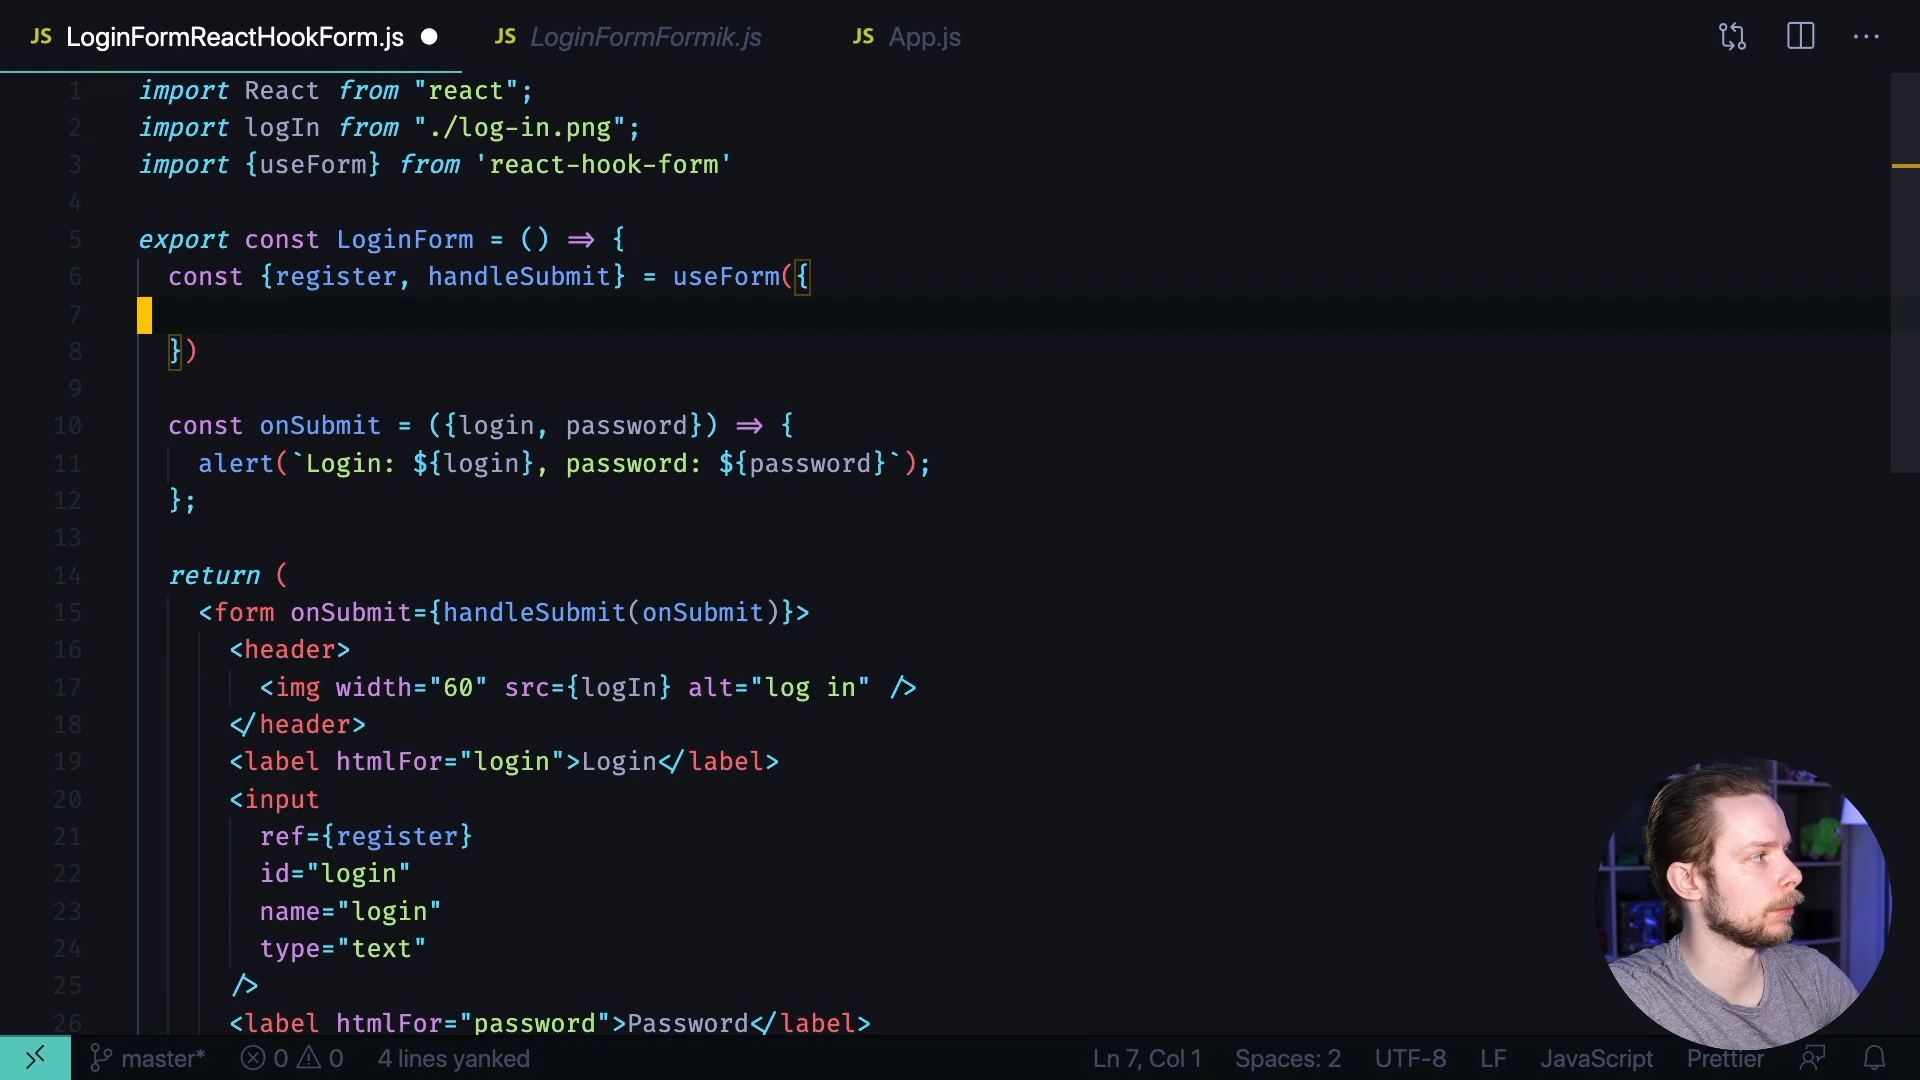 JS LoginFormReactHookForm.js JS LoginFormFormik.js JS App.js
1 import React from "react";
2 import logIn from "./log-in.png";
3 import {useForm} from 'react-hook-form'
4
5 export const LoginForm = () => {
6 const {register, handleSubmit} = useForm({
7
8 })
9
10 const onSubmit = ({login, password}) => {
11 alert(`Login: ${login}, password: ${password}`);
12 };
13
14 return (
15 <form onSubmit={handleSubmit(onSubmit)}>
16 <header>
17 <img width="60" src={logIn} alt="log in" />
18 </header>
19 <label htmlFor="login">Login</label>
20 <input
21 ref={register}
22 id="login"
23 name="login"
24 type="text"
25 />
26 <label htmlFor="password">Password</label>
master* 0 0 4 lines yanked Ln 7, Col 1 Spaces: 2 UTF-8 LF JavaScript Prettier